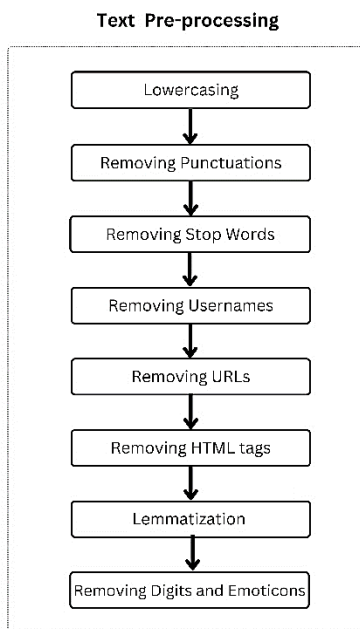 Text Pre-processing
Lowercasing
Removing Punctuations
Removing Stop Words
Removing Usernames
Removing URLs
Removing HTML tags
Lemmatization
Removing Digits and Emoticons